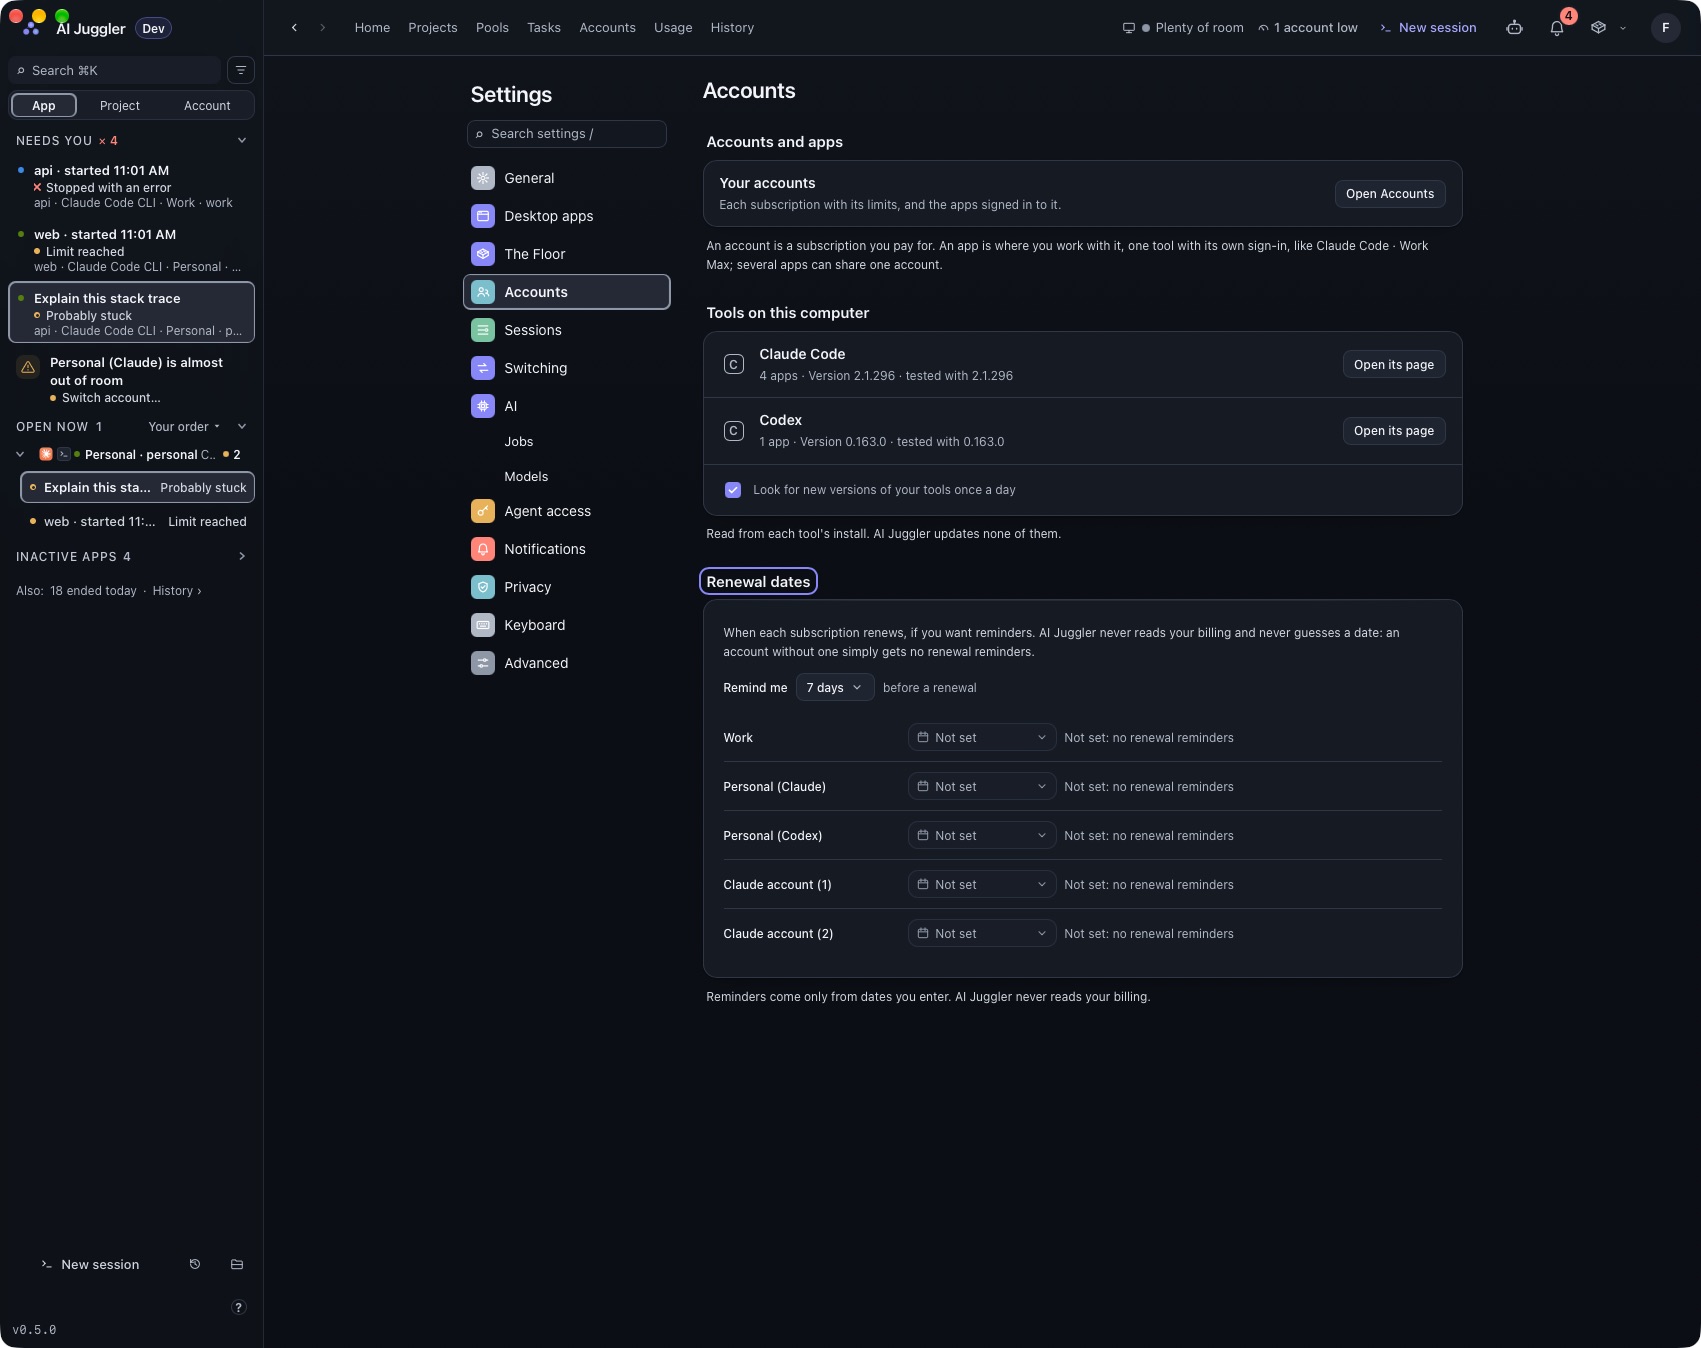 AI Juggler Dev
Search ⌘K
App Project Account
NEEDS YOU × 4
api · started 11:01 AM
Stopped with an error
api · Claude Code CLI · Work · work
web · started 11:01 AM
Limit reached
web · Claude Code CLI · Personal · ...
Explain this stack trace
Probably stuck
api · Claude Code CLI · Personal · p...
Personal (Claude) is almost
out of room
Switch account...
OPEN NOW 1 Your order
Personal · personal C.. 2
Explain this sta... Probably stuck
web · started 11:... Limit reached
INACTIVE APPS 4
Also: 18 ended today · History ›
New session
?
v0.5.0
Home Projects Pools Tasks Accounts Usage History
Plenty of room 1 account low New session 4 F
Settings
Search settings /
General
Desktop apps
The Floor
Accounts
Sessions
Switching
AI
Jobs
Models
Agent access
Notifications
Privacy
Keyboard
Advanced
Accounts
Accounts and apps
Your accounts
Each subscription with its limits, and the apps signed in to it.
Open Accounts
An account is a subscription you pay for. An app is where you work with it, one tool with its own sign-in, like Claude Code · Work
Max; several apps can share one account.
Tools on this computer
C Claude Code
4 apps · Version 2.1.296 · tested with 2.1.296
Open its page
C Codex
1 app · Version 0.163.0 · tested with 0.163.0
Open its page
Look for new versions of your tools once a day
Read from each tool's install. AI Juggler updates none of them.
Renewal dates
When each subscription renews, if you want reminders. AI Juggler never reads your billing and never guesses a date: an
account without one simply gets no renewal reminders.
Remind me 7 days before a renewal
Work Not set Not set: no renewal reminders
Personal (Claude) Not set Not set: no renewal reminders
Personal (Codex) Not set Not set: no renewal reminders
Claude account (1) Not set Not set: no renewal reminders
Claude account (2) Not set Not set: no renewal reminders
Reminders come only from dates you enter. AI Juggler never reads your billing.